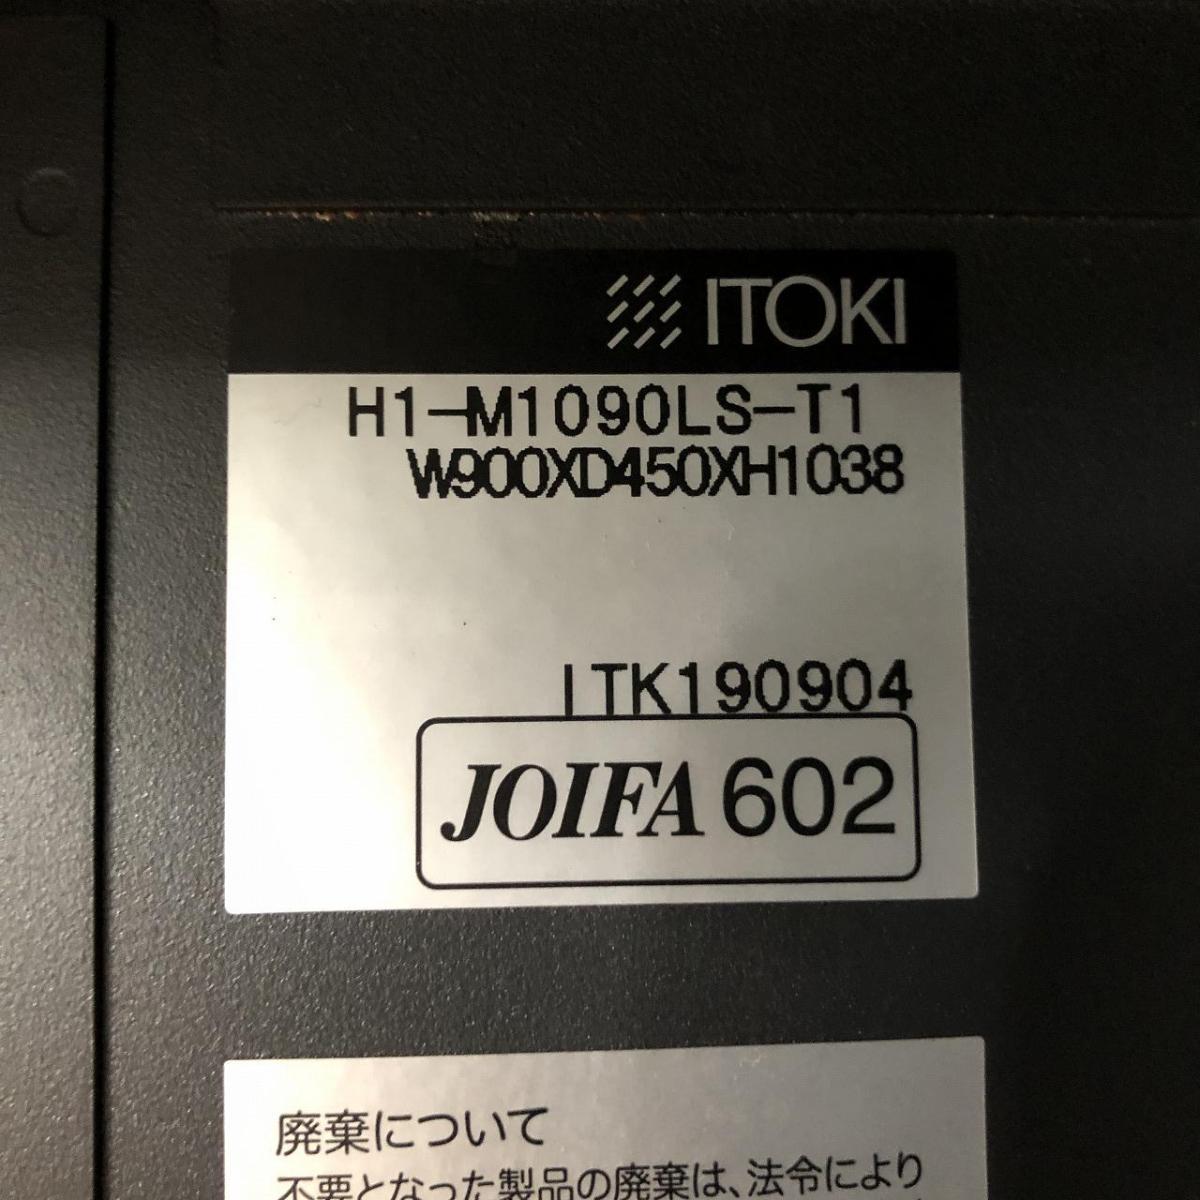 ITOKI
H1-M1090LS-T1
W900XD450XH1038
ITK190904
JOIFA 602
廃棄について
不要となった製品の廃棄は、法令により